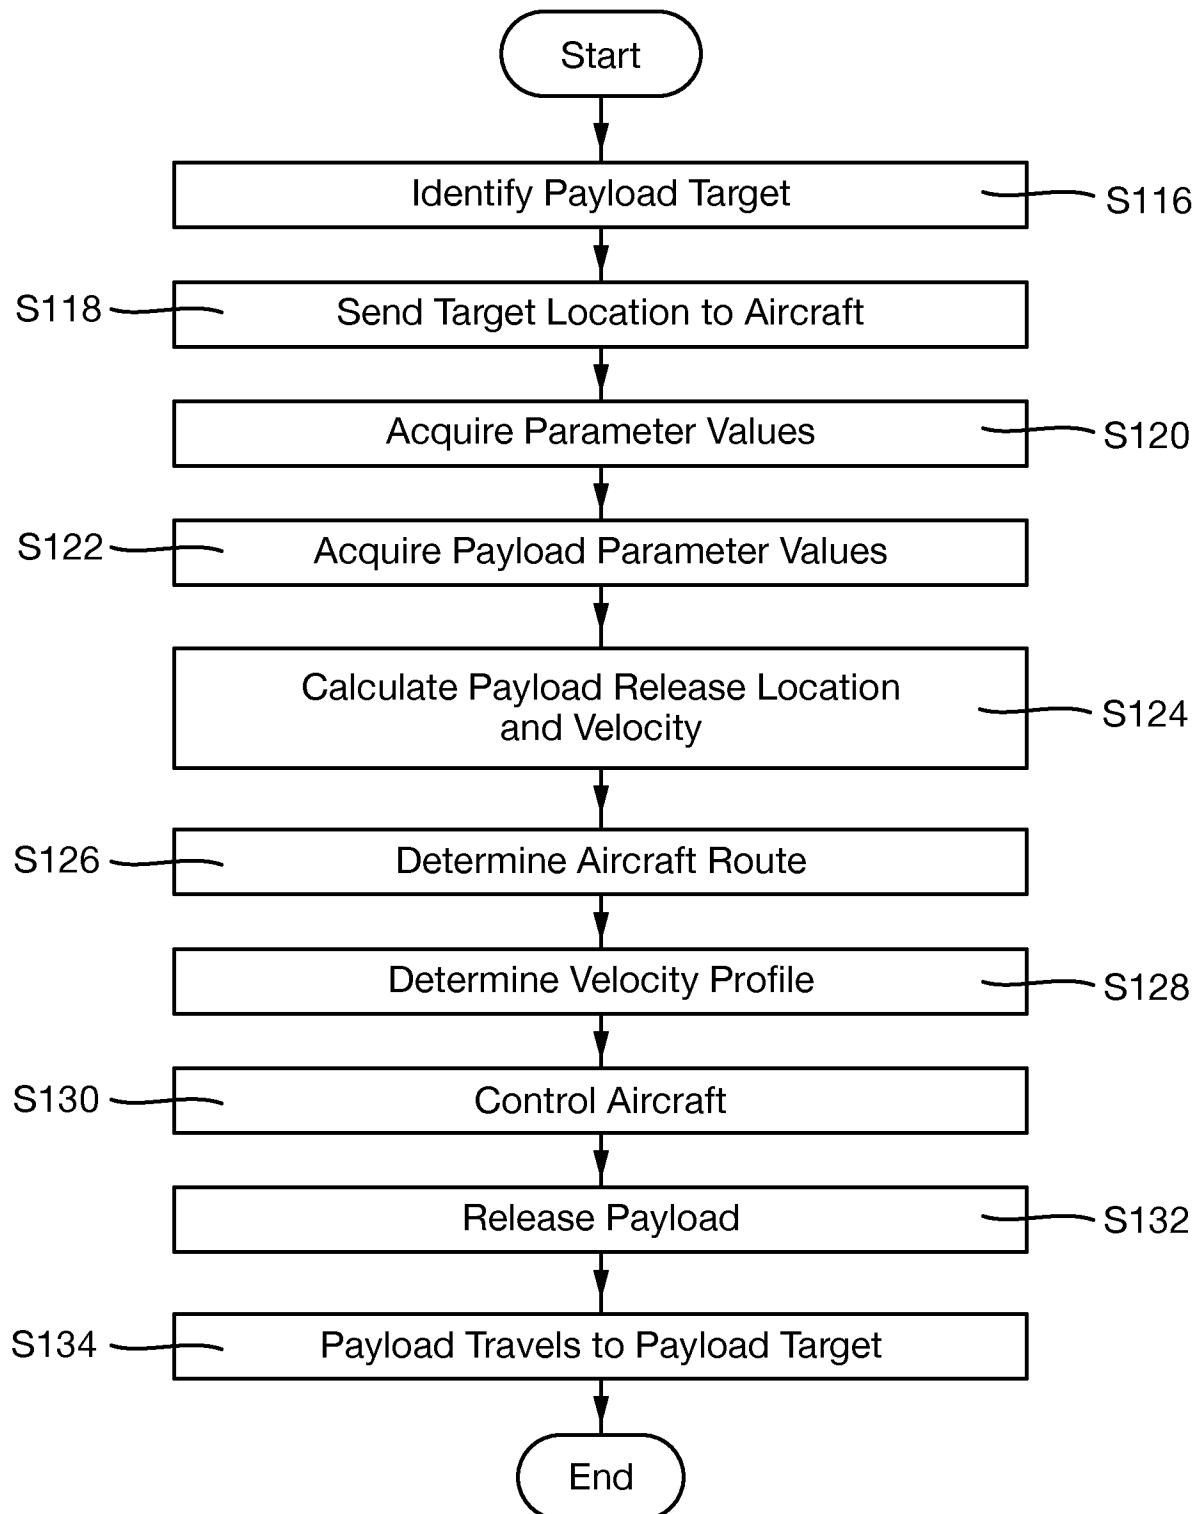 Start
Identify Payload Target
S116
S118
Send Target Location to Aircraft
Acquire Parameter Values
S120
S122
Acquire Payload Parameter Values
Calculate Payload Release Location
and Velocity
S124
S126
Determine Aircraft Route
Determine Velocity Profile
S128
S130
Control Aircraft
Release Payload
S132
S134
Payload Travels to Payload Target
End